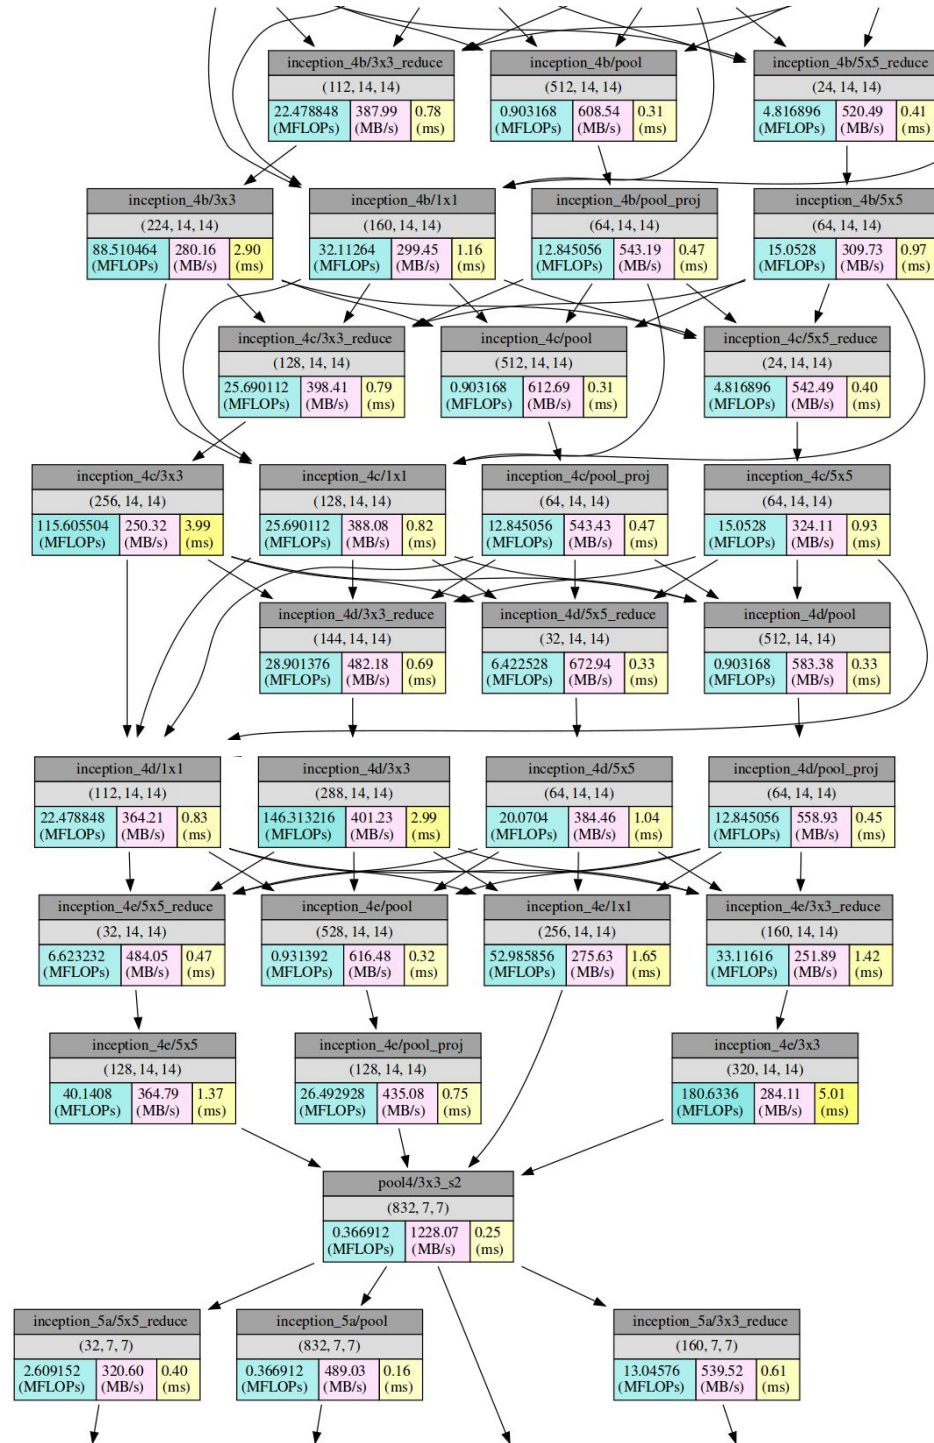 inception_4b/3x3_reduce
(112, 14, 14)
22.478848 387.99 0.78
(MFLOPs) (MB/s) (ms)
inception_4b/pool
(512, 14, 14)
0.903168 608.54 0.31
(MFLOPs) (MB/s) (ms)
inception_4b/5x5_reduce
(24, 14, 14)
4.816896 520.49 0.41
(MFLOPs) (MB/s) (ms)
inception_4b/3x3
(224, 14, 14)
88.510464 280.16 2.90
(MFLOPs) (MB/s) (ms)
inception_4b/1x1
(160, 14, 14)
32.11264 299.45 1.16
(MFLOPs) (MB/s) (ms)
inception_4b/pool_proj
(64, 14, 14)
12.845056 543.19 0.47
(MFLOPs) (MB/s) (ms)
inception_4b/5x5
(64, 14, 14)
15.0528 309.73 0.97
(MFLOPs) (MB/s) (ms)
inception_4c/3x3_reduce
(128, 14, 14)
25.690112 398.41 0.79
(MFLOPs) (MB/s) (ms)
inception_4c/pool
(512, 14, 14)
0.903168 612.69 0.31
(MFLOPs) (MB/s) (ms)
inception_4c/5x5_reduce
(24, 14, 14)
4.816896 542.49 0.40
(MFLOPs) (MB/s) (ms)
inception_4c/3x3
(256, 14, 14)
115.605504 250.32 3.99
(MFLOPs) (MB/s) (ms)
inception_4c/1x1
(128, 14, 14)
25.690112 388.08 0.82
(MFLOPs) (MB/s) (ms)
inception_4c/pool_proj
(64, 14, 14)
12.845056 543.43 0.47
(MFLOPs) (MB/s) (ms)
inception_4c/5x5
(64, 14, 14)
15.0528 324.11 0.93
(MFLOPs) (MB/s) (ms)
inception_4d/3x3_reduce
(144, 14, 14)
28.901376 482.18 0.69
(MFLOPs) (MB/s) (ms)
inception_4d/5x5_reduce
(32, 14, 14)
6.422528 672.94 0.33
(MFLOPs) (MB/s) (ms)
inception_4d/pool
(512, 14, 14)
0.903168 583.38 0.33
(MFLOPs) (MB/s) (ms)
inception_4d/1x1
(112, 14, 14)
22.478848 364.21 0.83
(MFLOPs) (MB/s) (ms)
inception_4d/3x3
(288, 14, 14)
146.313216 401.23 2.99
(MFLOPs) (MB/s) (ms)
inception_4d/5x5
(64, 14, 14)
20.0704 384.46 1.04
(MFLOPs) (MB/s) (ms)
inception_4d/pool_proj
(64, 14, 14)
12.845056 558.93 0.45
(MFLOPs) (MB/s) (ms)
inception_4e/5x5_reduce
(32, 14, 14)
6.623232 484.05 0.47
(MFLOPs) (MB/s) (ms)
inception_4e/pool
(528, 14, 14)
0.931392 616.48 0.32
(MFLOPs) (MB/s) (ms)
inception_4e/1x1
(256, 14, 14)
52.985856 275.63 1.65
(MFLOPs) (MB/s) (ms)
inception_4e/3x3_reduce
(160, 14, 14)
33.11616 251.89 1.42
(MFLOPs) (MB/s) (ms)
inception_4e/5x5
(128, 14, 14)
40.1408 364.79 1.37
(MFLOPs) (MB/s) (ms)
inception_4e/pool_proj
(128, 14, 14)
26.492928 435.08 0.75
(MFLOPs) (MB/s) (ms)
inception_4e/3x3
(320, 14, 14)
180.6336 284.11 5.01
(MFLOPs) (MB/s) (ms)
pool4/3x3_s2
(832, 7, 7)
0.366912 1228.07 0.25
(MFLOPs) (MB/s) (ms)
inception_5a/5x5_reduce
(32, 7, 7)
2.609152 320.60 0.40
(MFLOPs) (MB/s) (ms)
inception_5a/pool
(832, 7, 7)
0.366912 489.03 0.16
(MFLOPs) (MB/s) (ms)
inception_5a/3x3_reduce
(160, 7, 7)
13.04576 539.52 0.61
(MFLOPs) (MB/s) (ms)